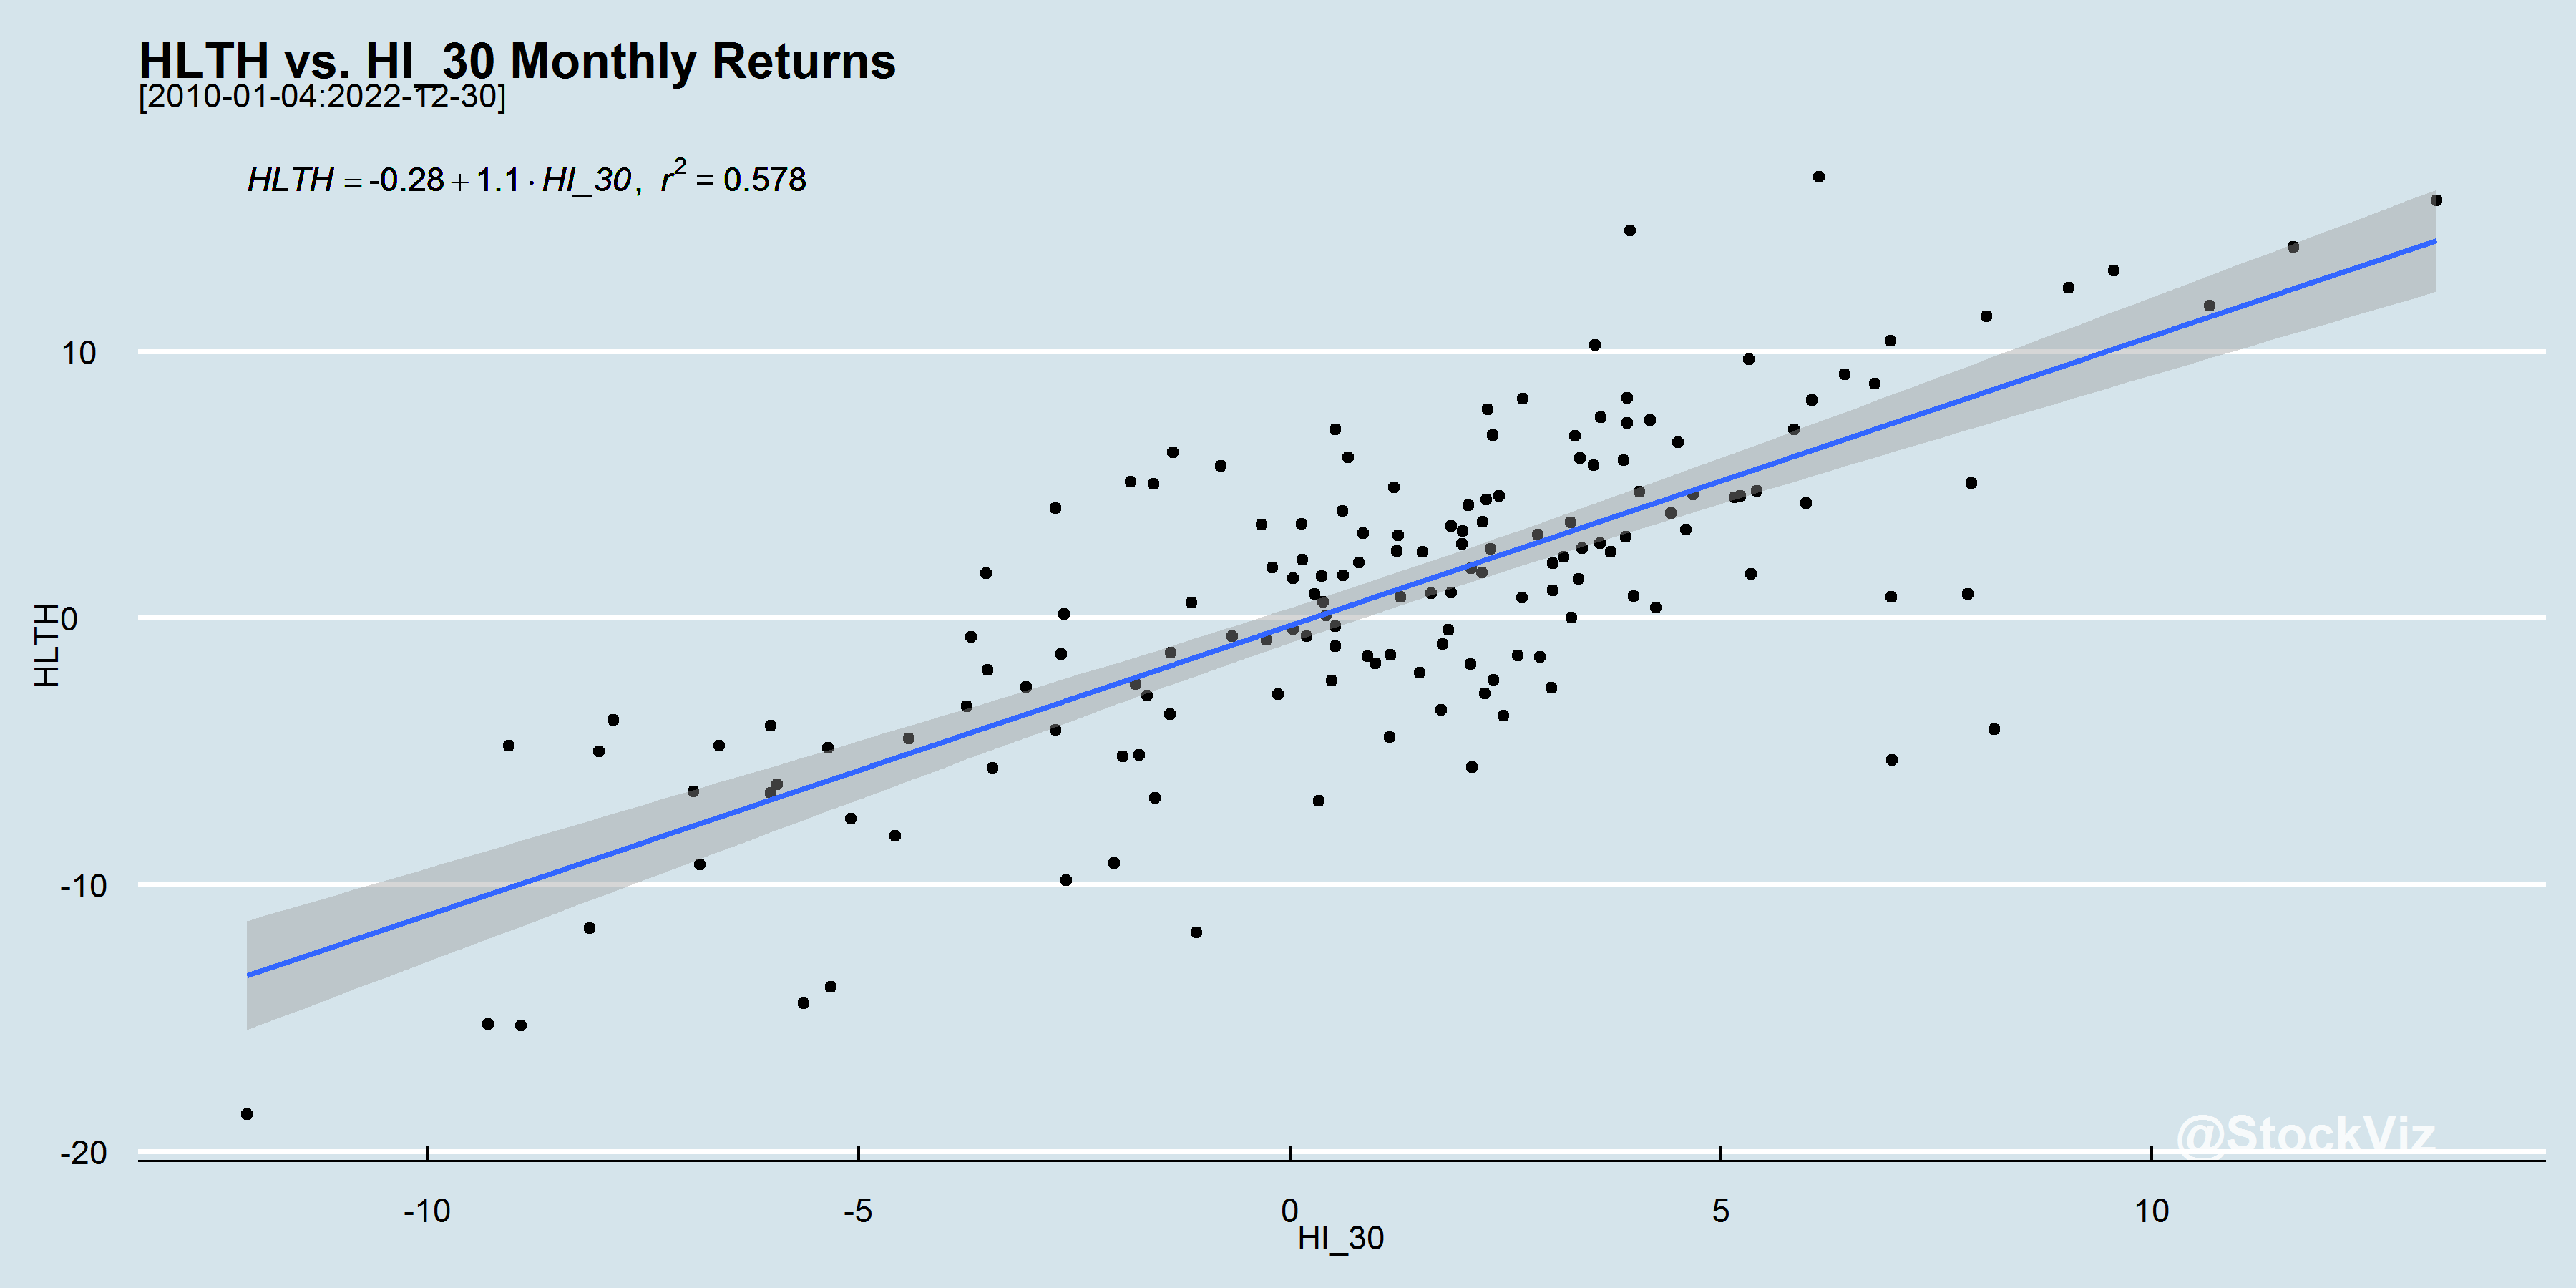 HLTH vs. HI_30 Monthly Returns
[2010-01-04:2022-12-30]
HLTH = -0.28 + 1.1 · HI_30, r² = 0.578
10
0
-10
-20
HLTH
@StockViz
-10 -5 0 5 10
HI_30